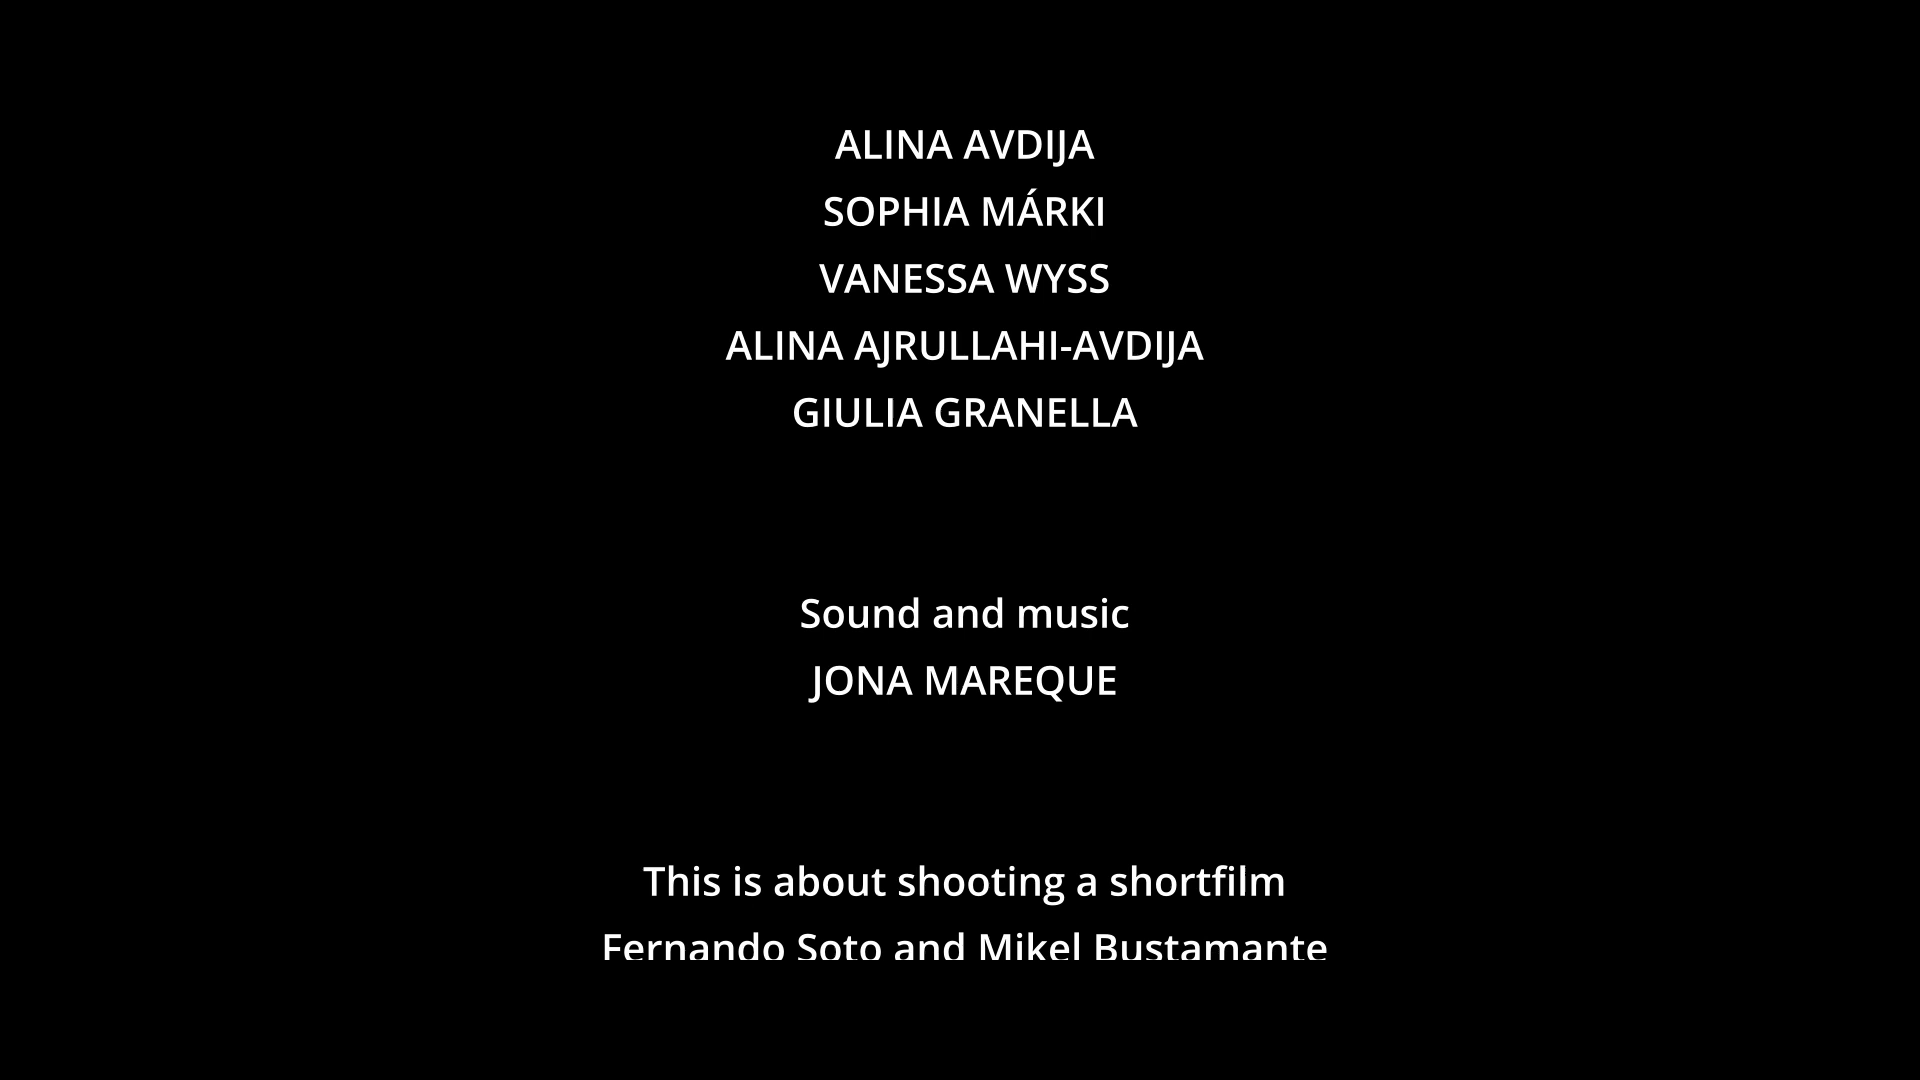 ALINA AVDIJA
SOPHIA MÁRKI
VANESSA WYSS
ALINA AJRULLAHI-AVDIJA
GIULIA GRANELLA
Sound and music
JONA MAREQUE
This is about shooting a shortfilm
Fernando Soto and Mikel Bustamante